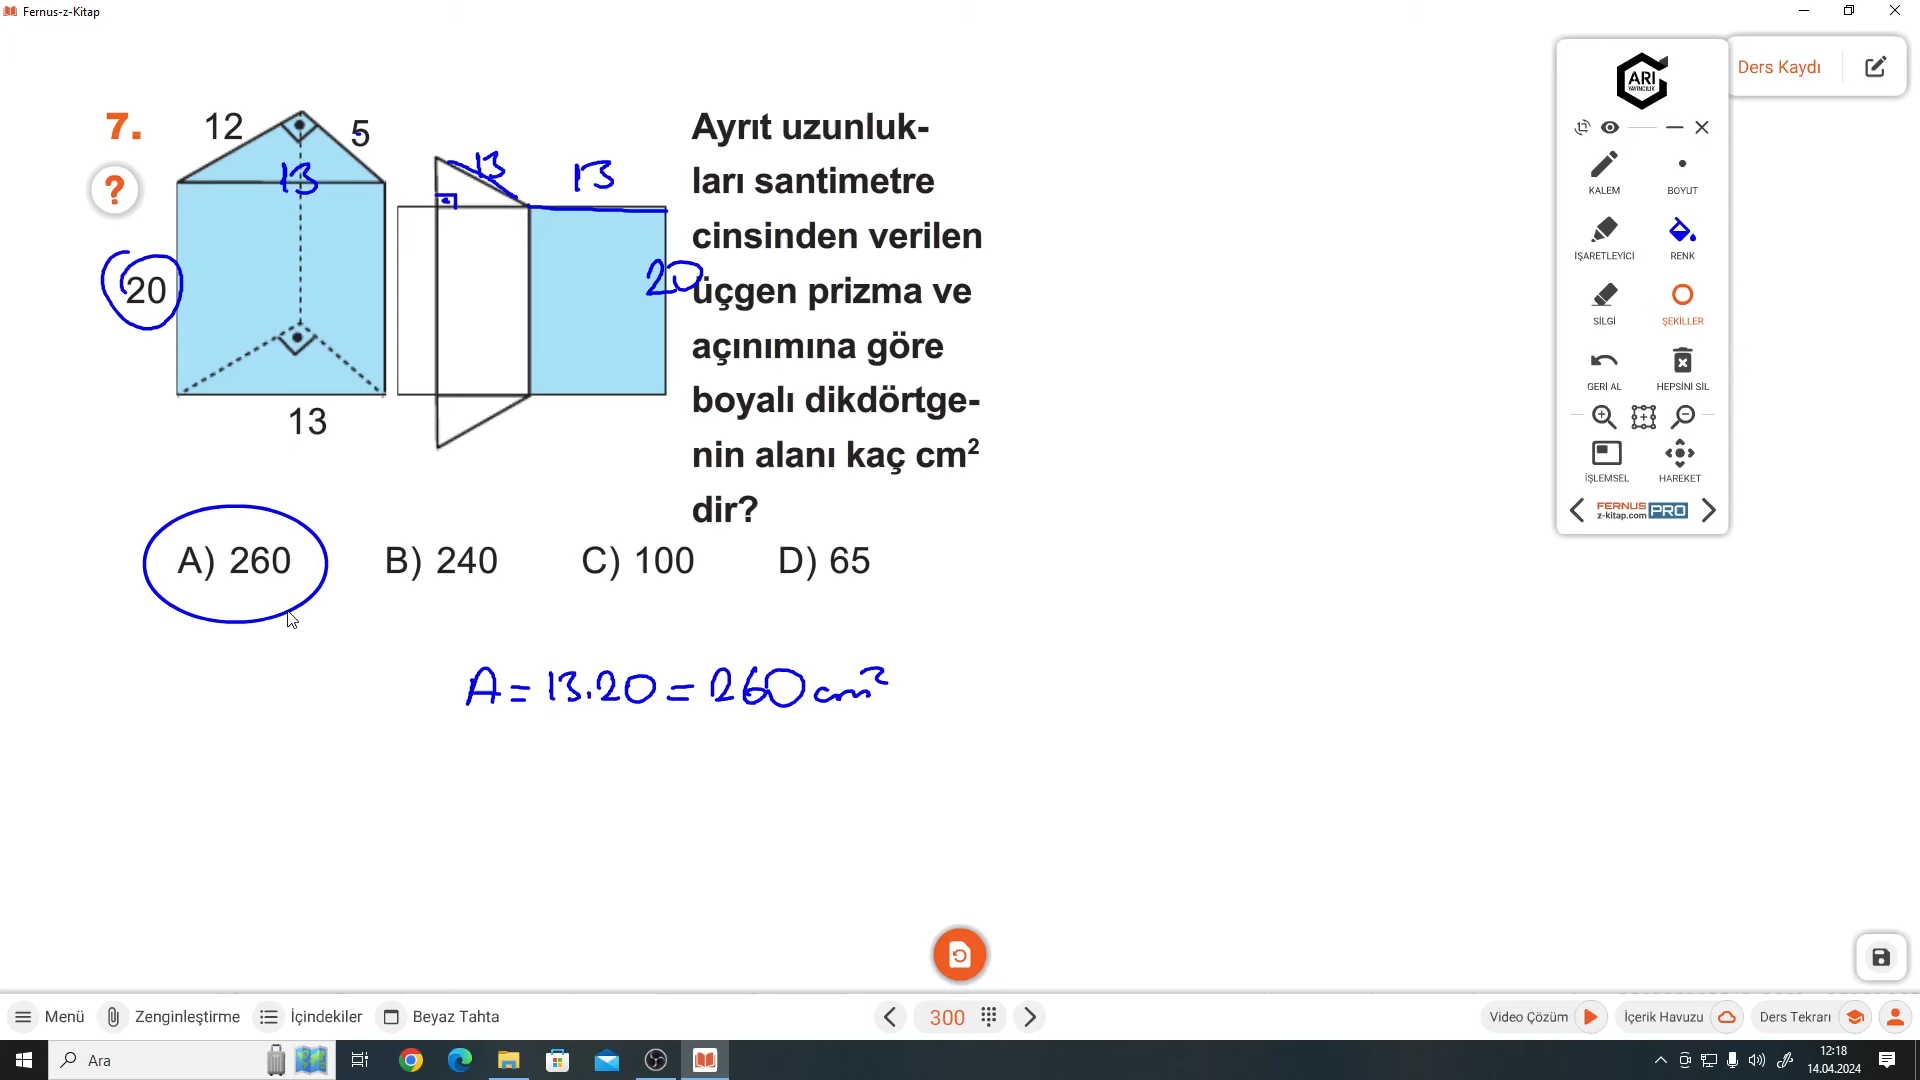 Fernus-z-Kitap
Ders Kaydı
ARI
YAYINCILIK
KALEM
BOYUT
İŞARETLEYİCİ
RENK
SİLGİ
ŞEKİLLER
GERİ AL
HEPSİNİ SİL
İŞLEMSEL
HAREKET
FERNUS
z-kitap.com
PRO
7.
?
12
5
13
20
13
13
13
20
Ayrıt uzunluk-
ları santimetre
cinsinden verilen
üçgen prizma ve
açınımına göre
boyalı dikdörtge-
nin alanı kaç cm²
dir?
A) 260 B) 240 C) 100 D) 65
A = 13.20 = 260 cm²
Menü Zenginleştirme İçindekiler Beyaz Tahta 300 Video Çözüm İçerik Havuzu Ders Tekrarı
Ara
12:18
14.04.2024